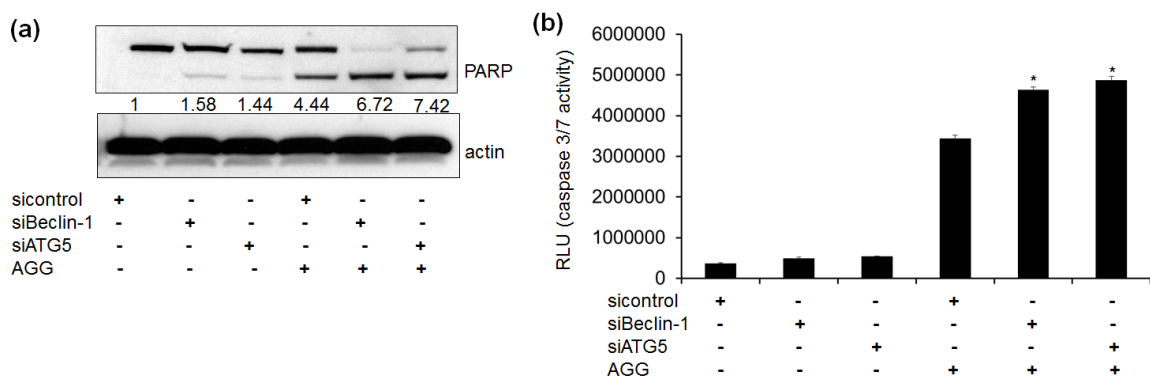 (a)
PARP
1 1.58 1.44 4.44 6.72 7.42
actin
sicontrol + - - + - -
siBeclin-1 - + - - + -
siATG5 - - + - - +
AGG - - - + + +
(b)
RLU (caspase 3/7 activity)
6000000
5000000
4000000
3000000
2000000
1000000
0
* *
sicontrol + - - + - -
siBeclin-1 - + - - + -
siATG5 - - + - - +
AGG - - - + + +